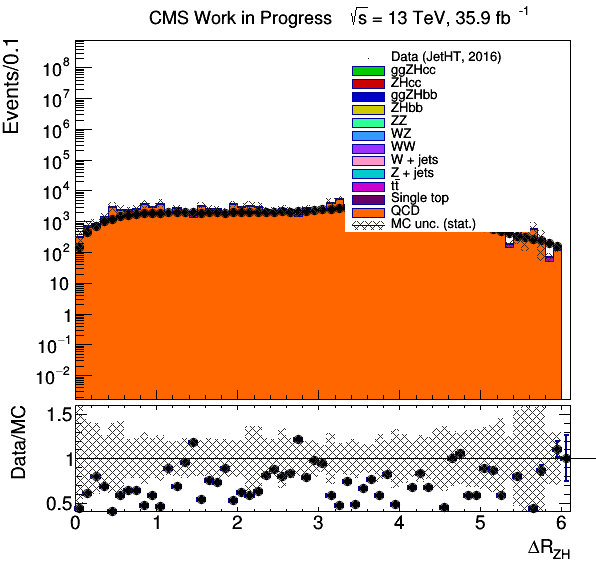 CMS Work in Progress √s = 13 TeV, 35.9 fb⁻¹
Events/0.1
10⁸
10⁷
10⁶
10⁵
10⁴
10³
10²
10
1
10⁻¹
10⁻²
Data (JetHT, 2016)
ggZHcc
ZHcc
ggZHbb
ZHbb
ZZ
WZ
WW
W + jets
Z + jets
tt̄
Single top
QCD
MC unc. (stat.)
Data/MC
1.5
1
0.5
0 1 2 3 4 5 6
ΔR_ZH